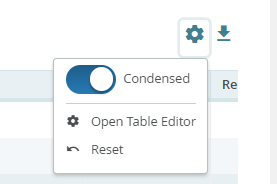 Condensed
Re
Open Table Editor
Reset